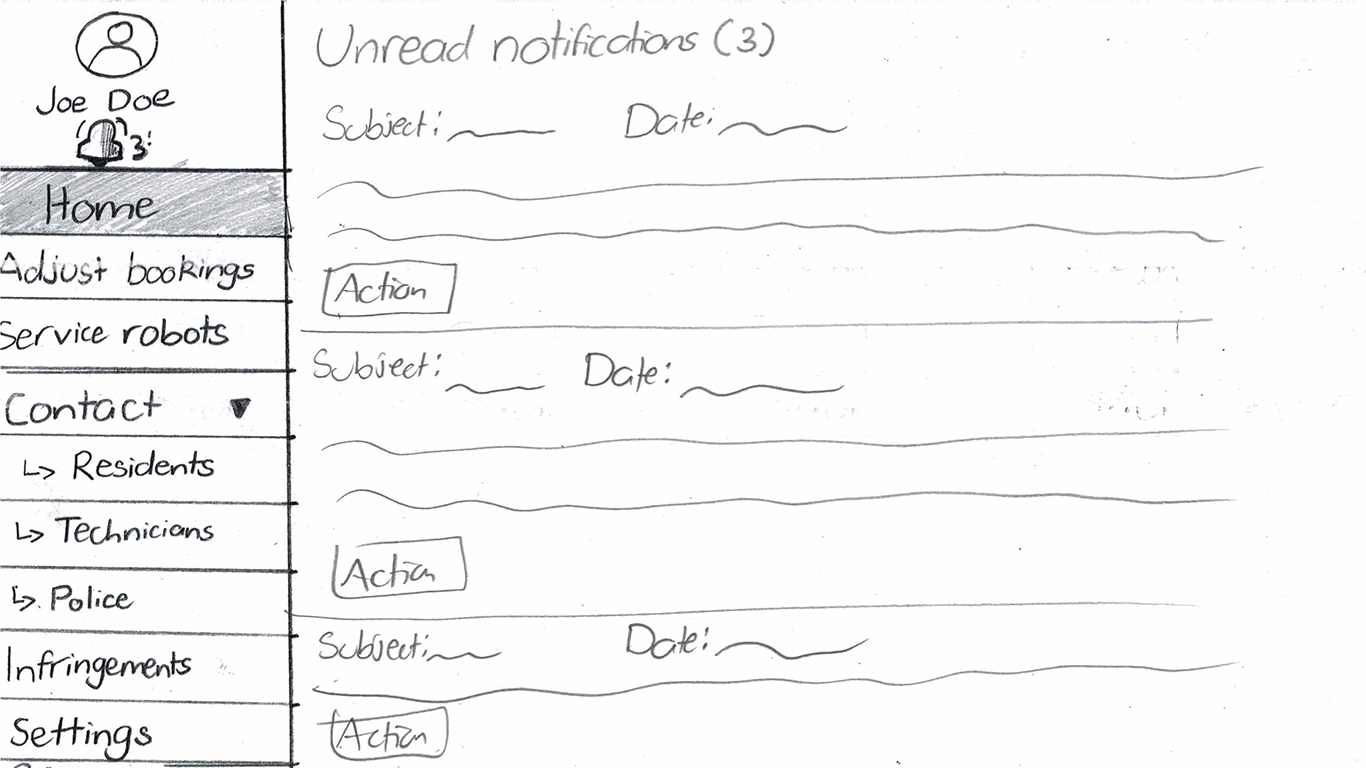 Joe Doe
3
Home
Adjust bookings
Service robots
Contact
Residents
Technicians
Police
Infringements
Settings
Unread notifications (3)
Subject: Date:
Action
Subject: Date:
Action
Subject: Date:
Action